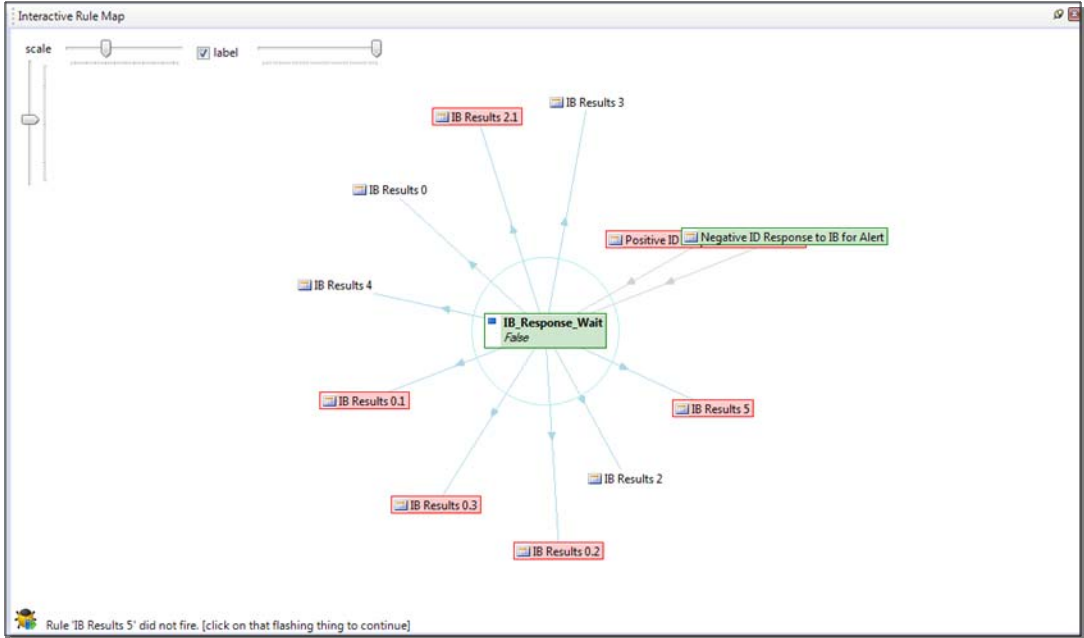 Interactive Rule Map
scale
label
IB Results 3
IB Results 2.1
IB Results 0
Positive ID
Negative ID Response to IB for Alert
IB Results 4
IB_Response_Wait
False
IB Results 0.1
IB Results 5
IB Results 2
IB Results 0.3
IB Results 0.2
Rule 'IB Results 5' did not fire. [click on that flashing thing to continue]